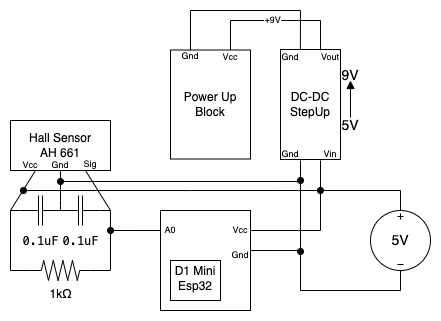 +9V
Gnd Vcc
Gnd Vout
Power Up
Block
DC-DC
StepUp
9V
5V
Gnd Vin
Hall Sensor
AH 661
Vcc Gnd Sig
0.1uF 0.1uF
1kΩ
A0 Vcc
Gnd
D1 Mini
Esp32
+
5V
−